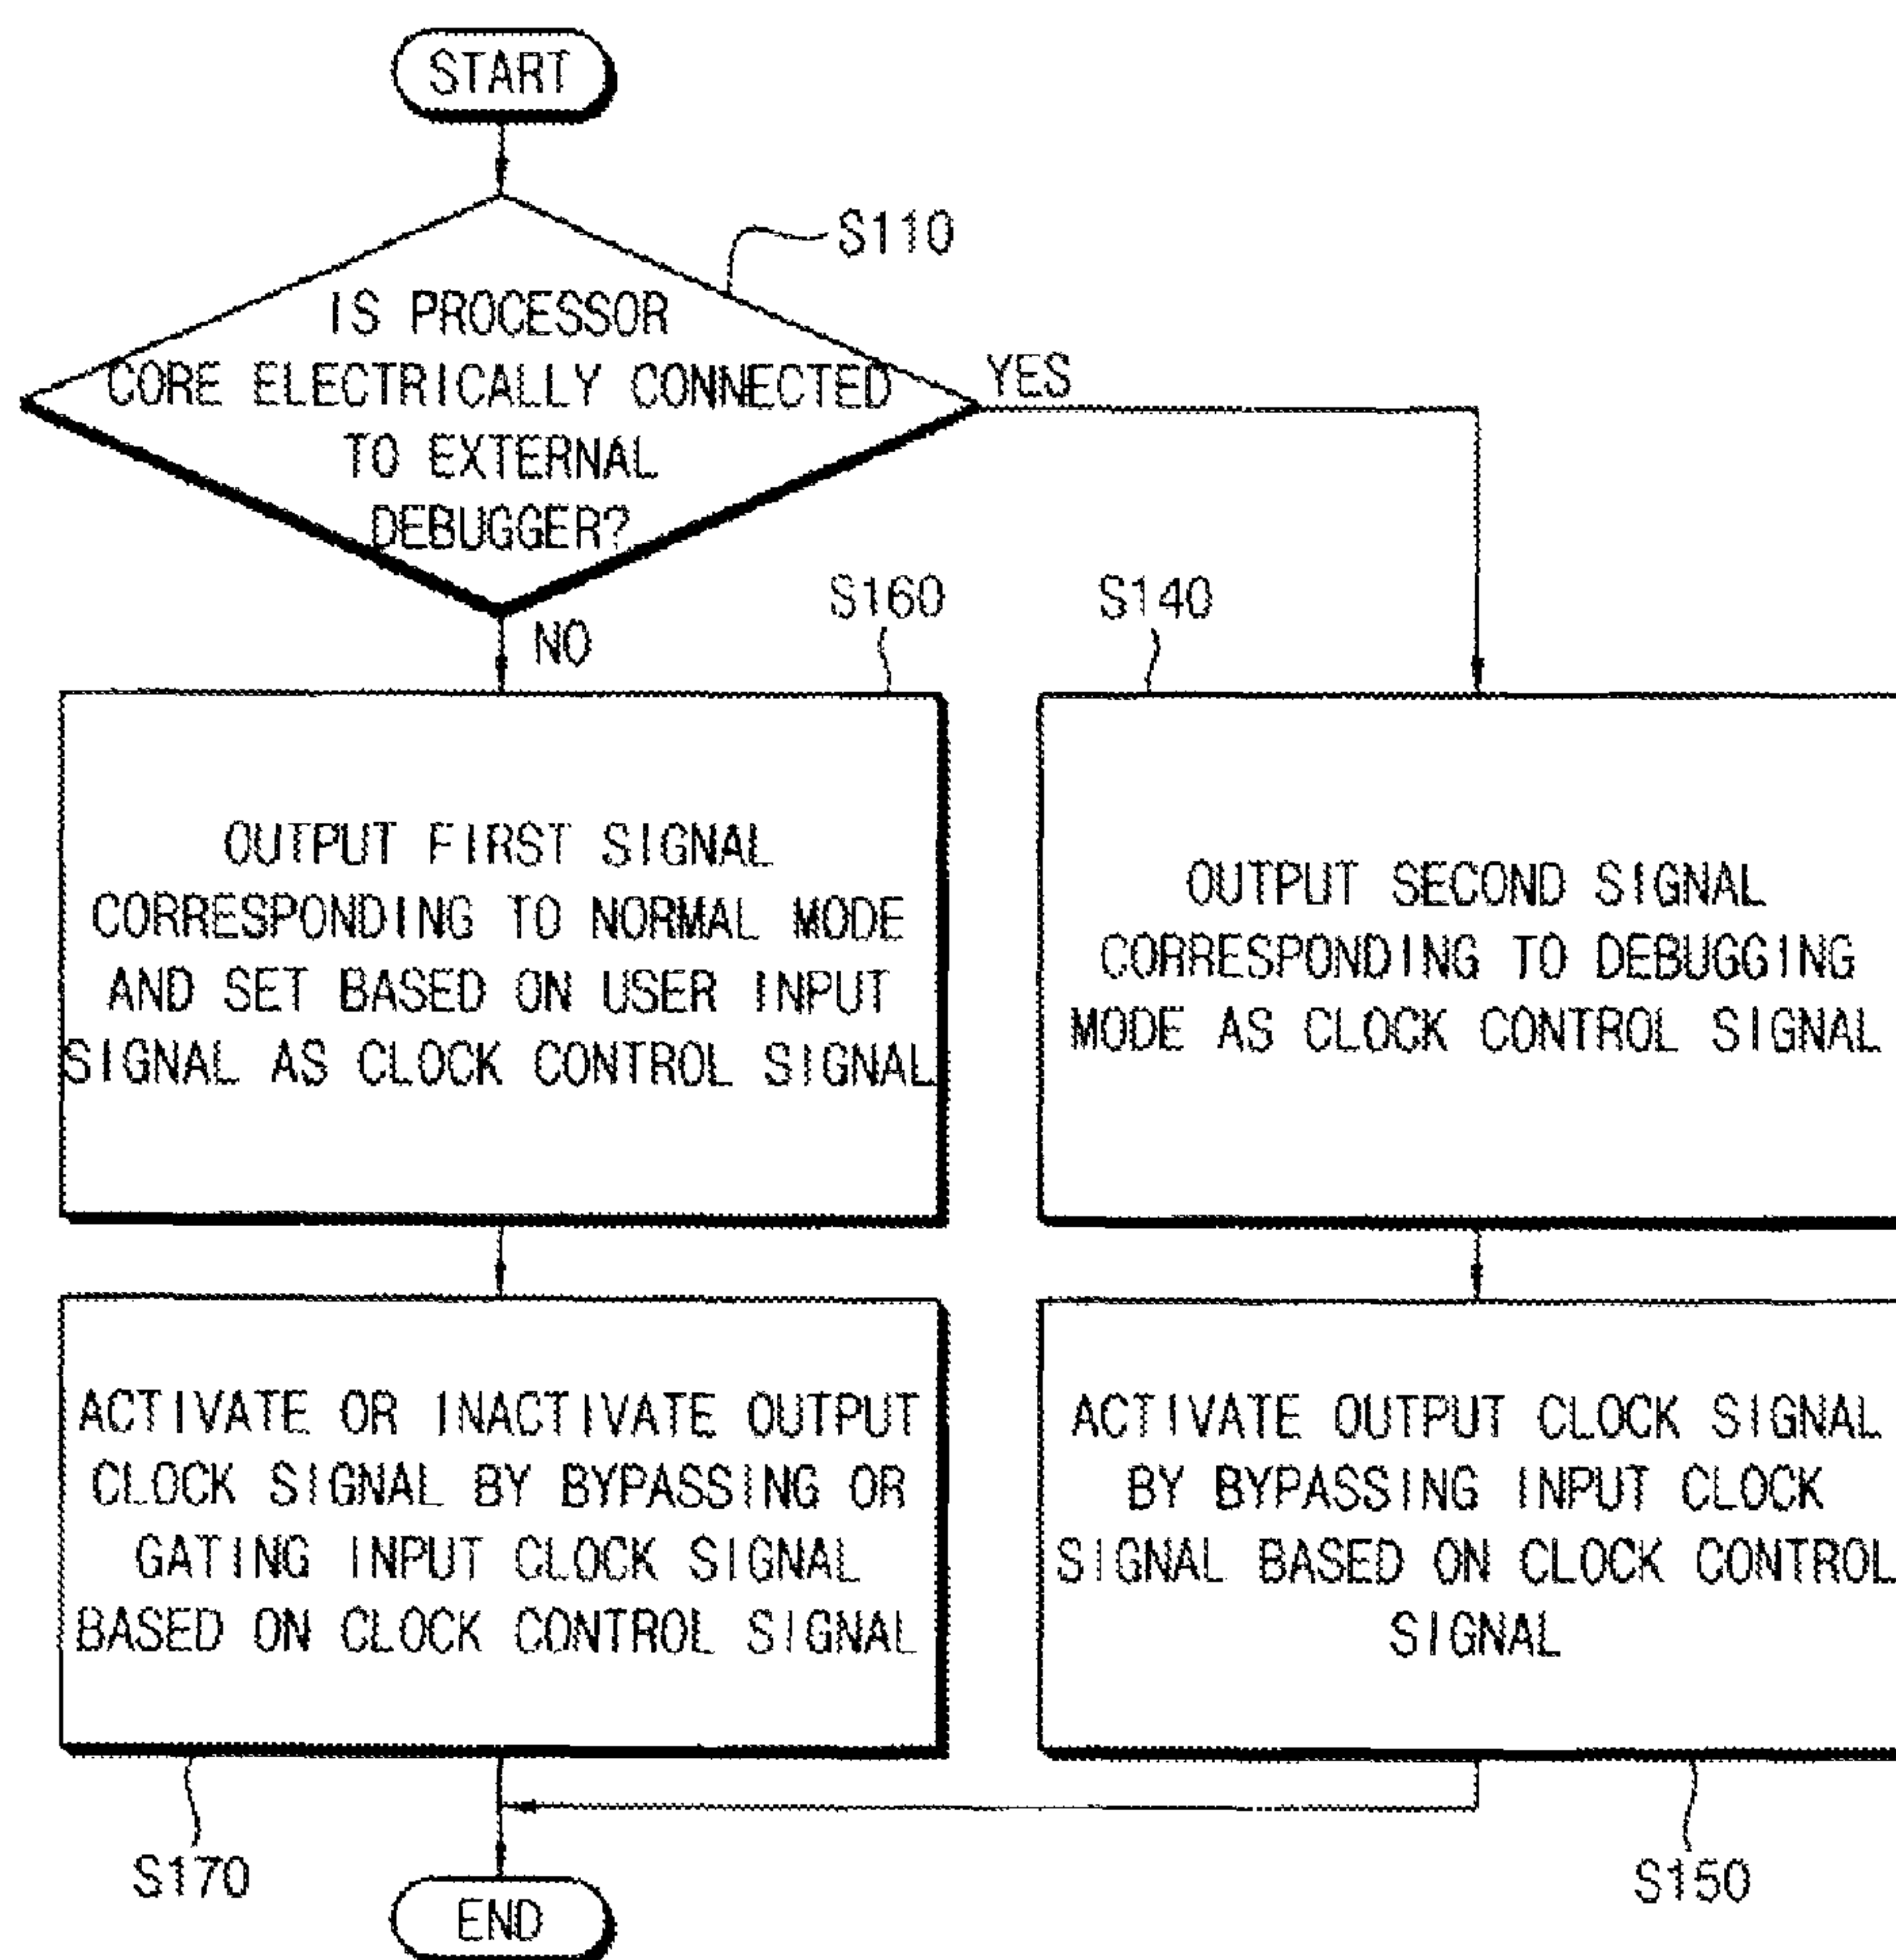 START
S110
IS PROCESSOR
CORE ELECTRICALLY CONNECTED
TO EXTERNAL
DEBUGGER?
YES
NO
S160
S140
OUTPUT FIRST SIGNAL
CORRESPONDING TO NORMAL MODE
AND SET BASED ON USER INPUT
SIGNAL AS CLOCK CONTROL SIGNAL
OUTPUT SECOND SIGNAL
CORRESPONDING TO DEBUGGING
MODE AS CLOCK CONTROL SIGNAL
ACTIVATE OR INACTIVATE OUTPUT
CLOCK SIGNAL BY BYPASSING OR
GATING INPUT CLOCK SIGNAL
BASED ON CLOCK CONTROL SIGNAL
ACTIVATE OUTPUT CLOCK SIGNAL
BY BYPASSING INPUT CLOCK
SIGNAL BASED ON CLOCK CONTROL
SIGNAL
S170
S150
END